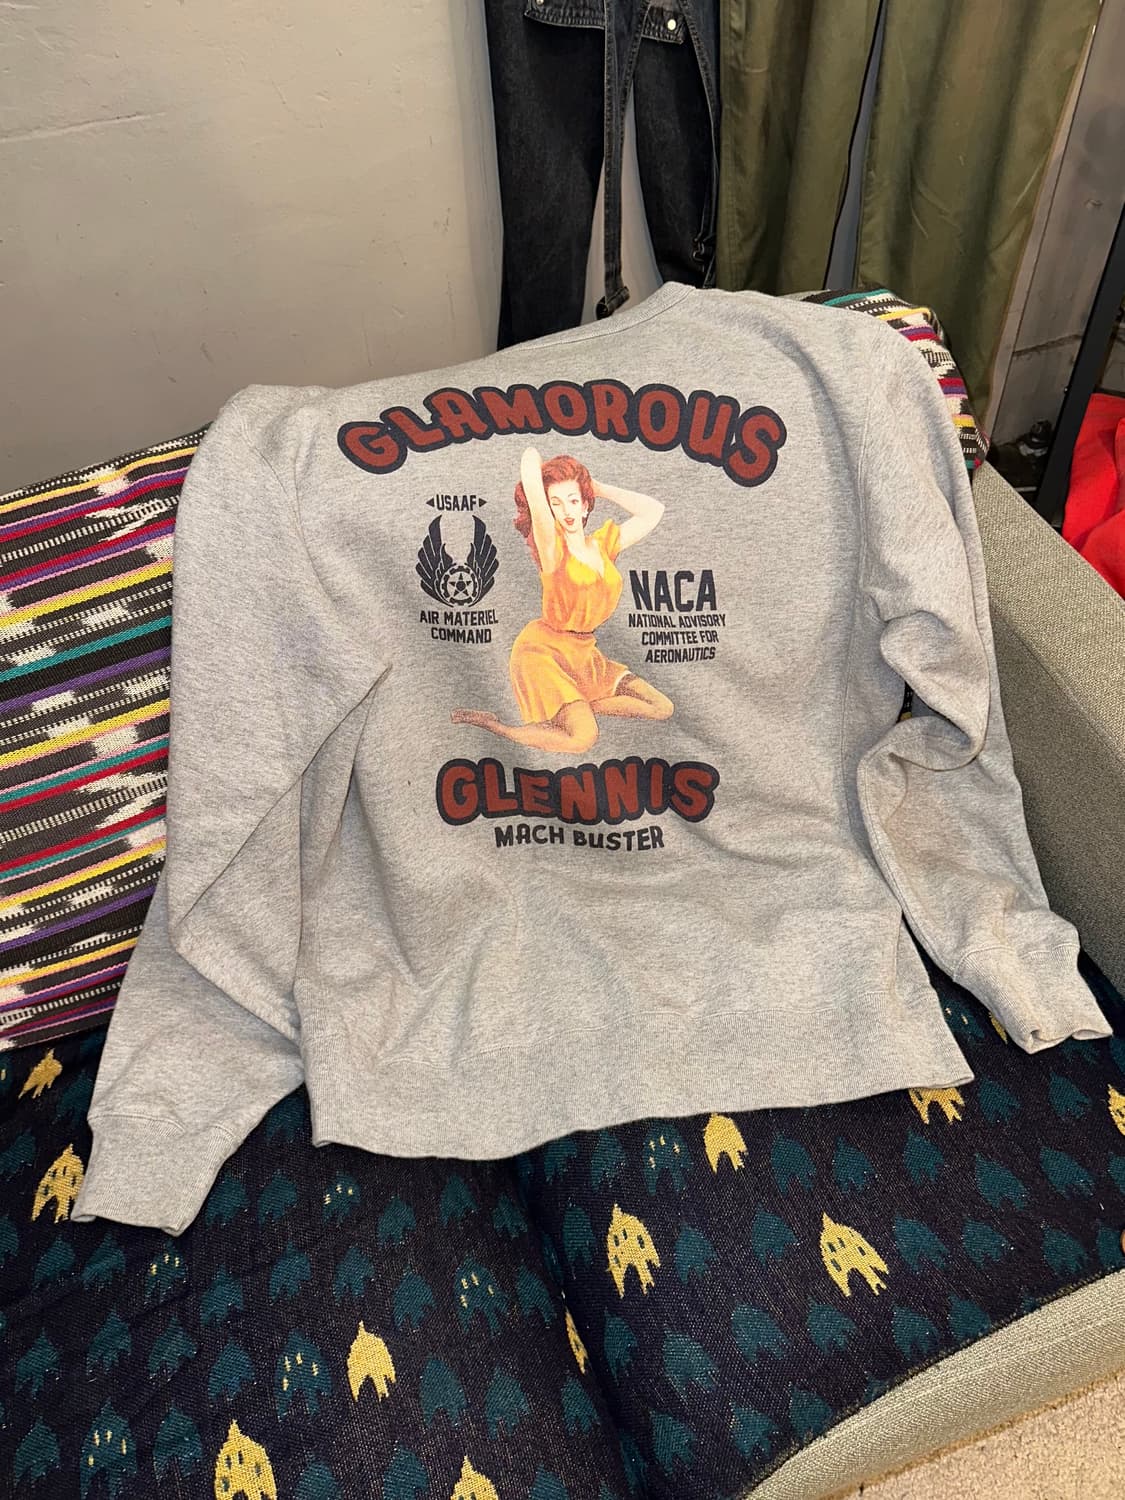 GLAMOROUS
USAAF
AIR MATERIEL
COMMAND
NACA
NATIONAL ADVISORY
COMMITTEE FOR
AERONAUTICS
GLENNIS
MACH BUSTER